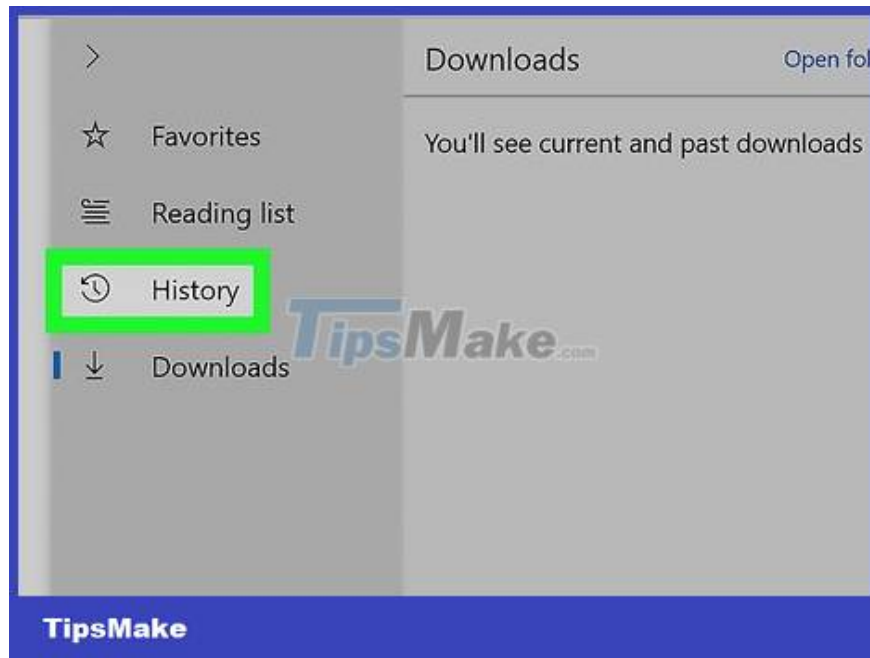 Downloads
Open fol
Favorites
You'll see current and past downloads
Reading list
History
TipsMake.com
Downloads
TipsMake